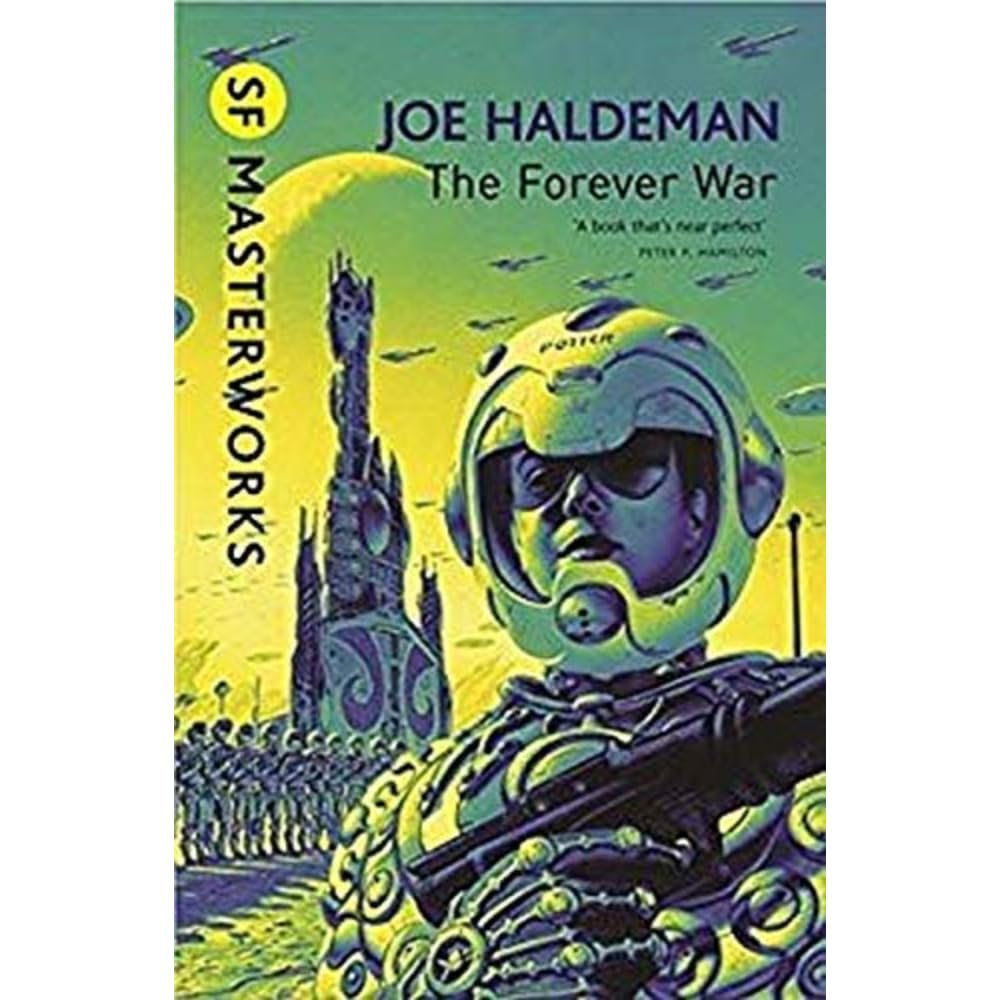 SF MASTERWORKS
JOE HALDEMAN
The Forever War
'A book that's near perfect'
PETER F. HAMILTON
POTTER